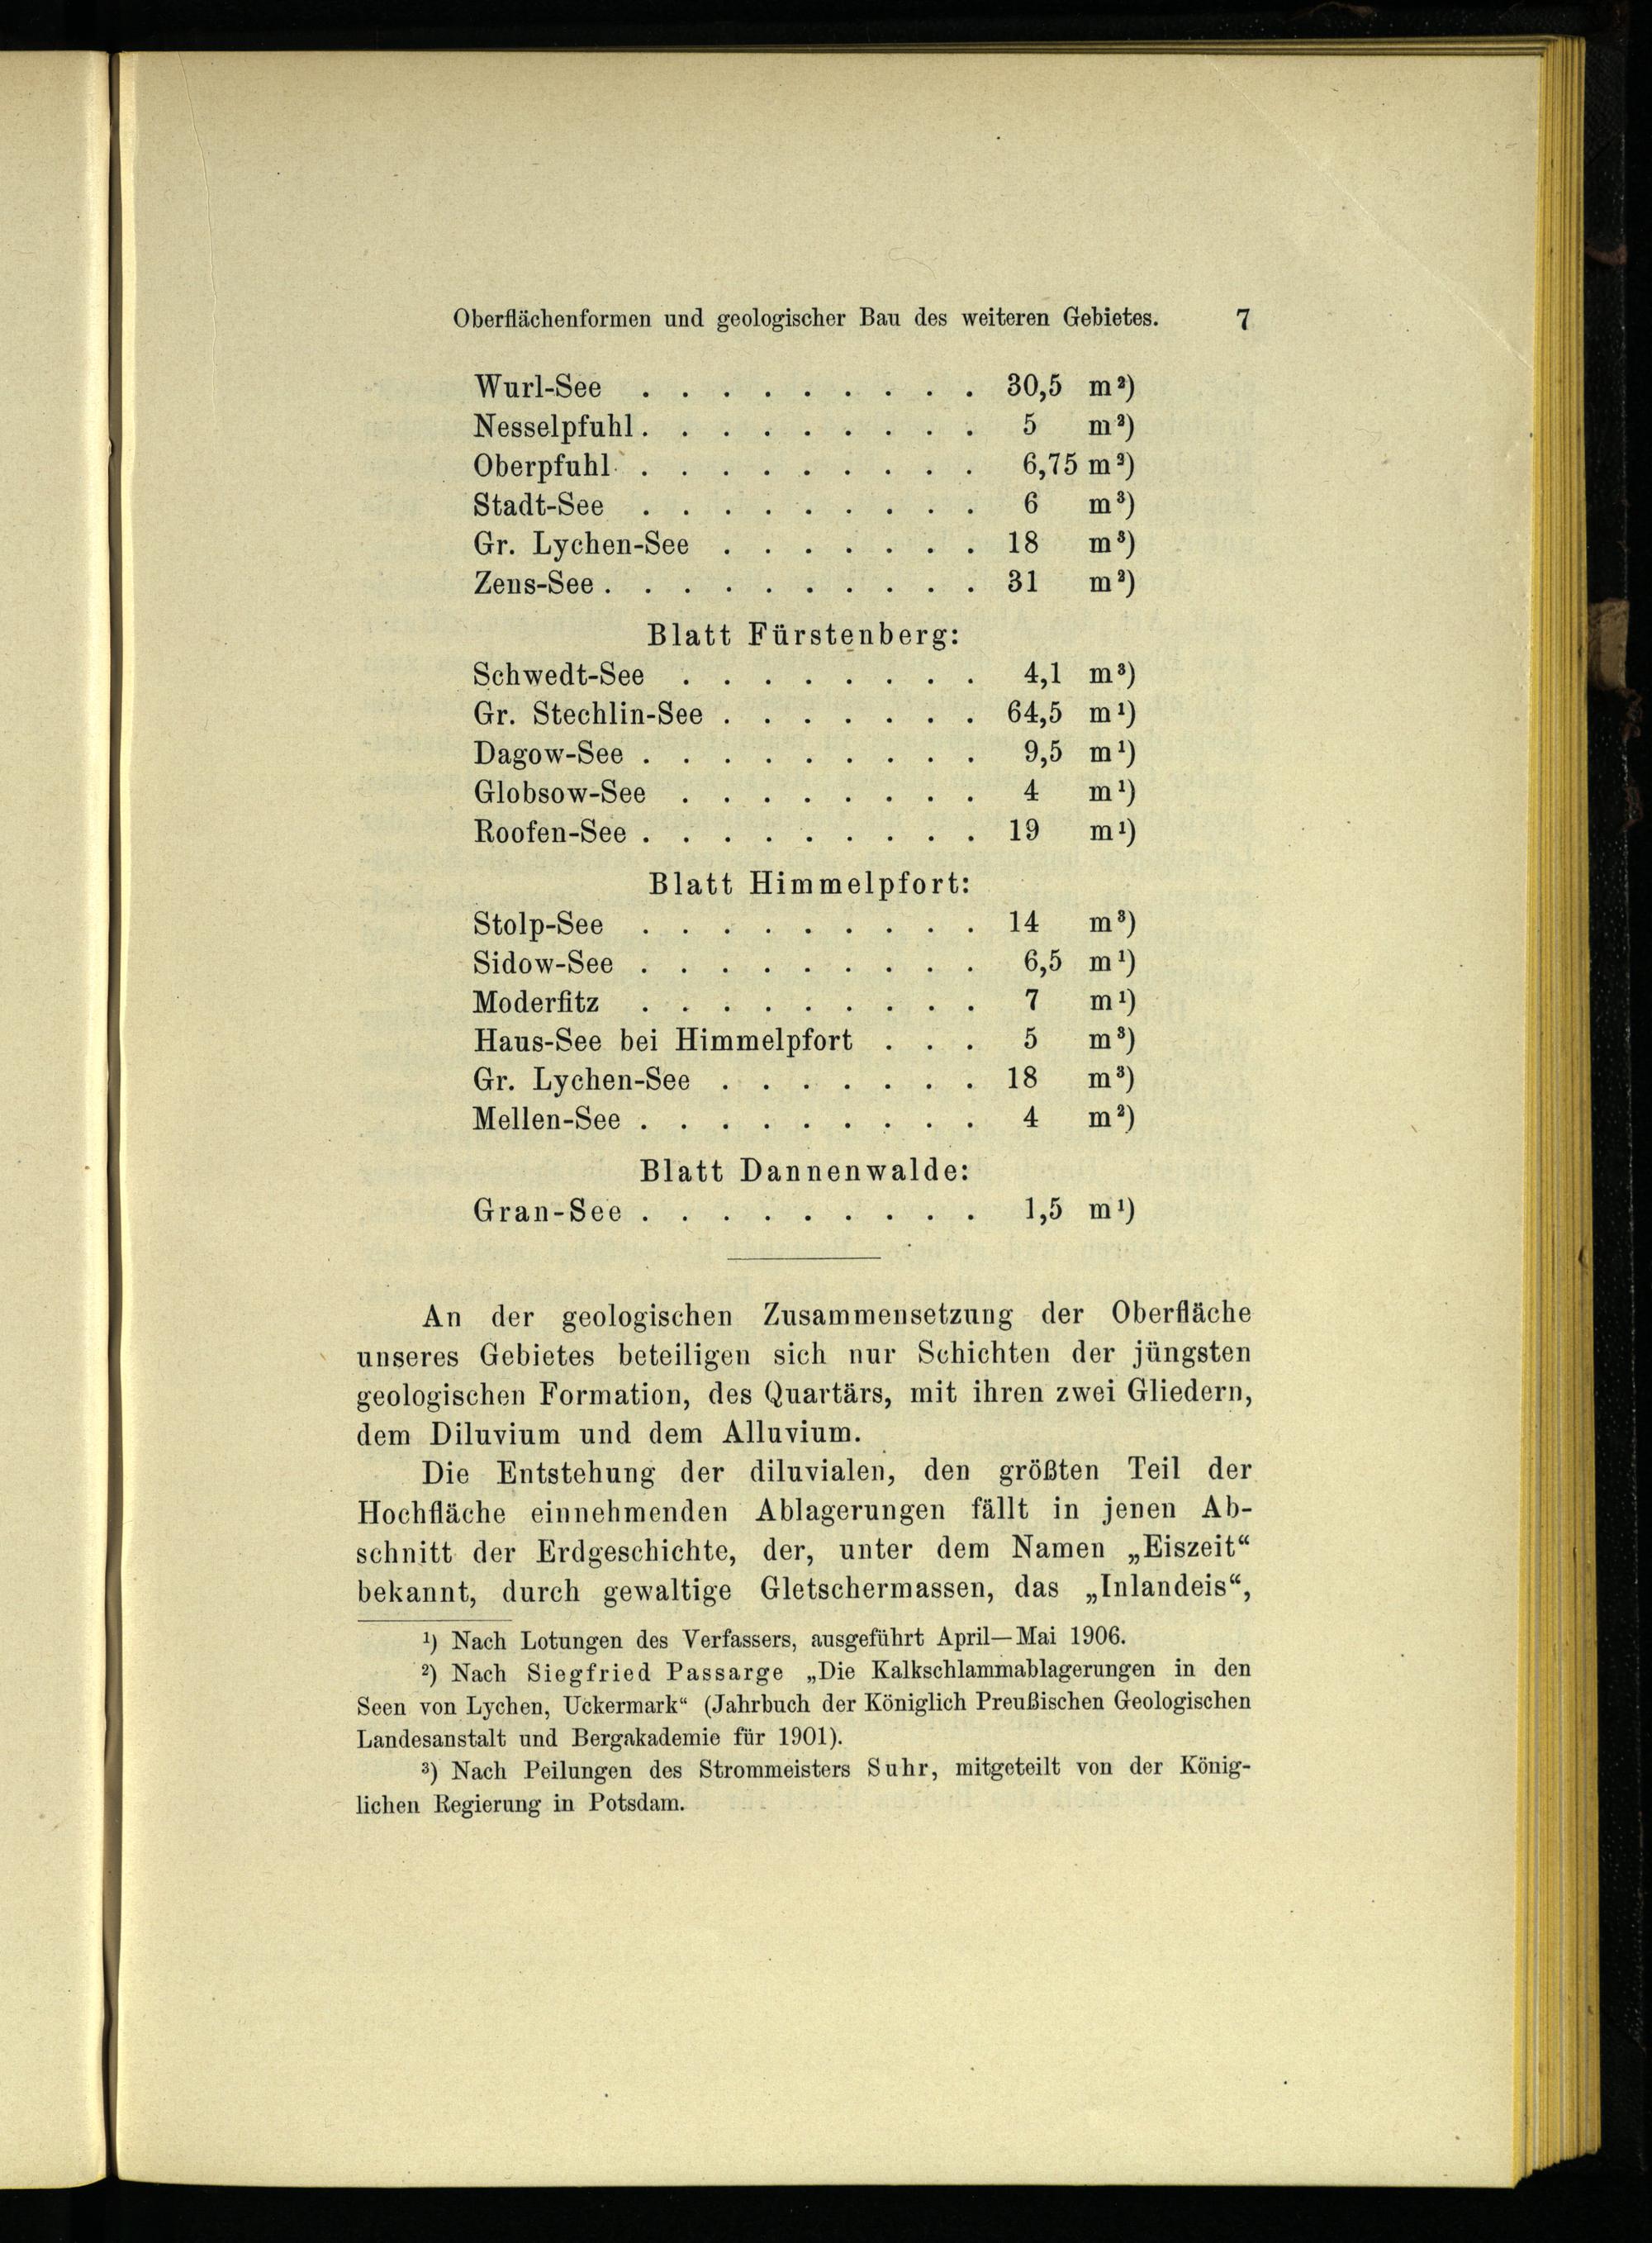 Oberflächenformen und geologischer Bau des weiteren Gebietes. 7
Wurl-See . . . . . . . . . 30,5 m²)
Nesselpfuhl . . . . . . . . . 5 m²)
Oberpfuhl . . . . . . . . . 6,75 m²)
Stadt-See . . . . . . . . . 6 m³)
Gr. Lychen-See . . . . . . . 18 m³)
Zens-See . . . . . . . . . . 31 m²)
Blatt Fürstenberg:
Schwedt-See . . . . . . . . 4,1 m³)
Gr. Stechlin-See . . . . . . . 64,5 m¹)
Dagow-See . . . . . . . . . 9,5 m¹)
Globsow-See . . . . . . . . 4 m¹)
Roofen-See . . . . . . . . . 19 m¹)
Blatt Himmelpfort:
Stolp-See . . . . . . . . . 14 m³)
Sidow-See . . . . . . . . . 6,5 m¹)
Moderfitz . . . . . . . . . 7 m¹)
Haus-See bei Himmelpfort . . . 5 m³)
Gr. Lychen-See . . . . . . . 18 m³)
Mellen-See . . . . . . . . . 4 m²)
Blatt Dannenwalde:
Gran-See . . . . . . . . . 1,5 m¹)
An der geologischen Zusammensetzung der Oberfläche
unseres Gebietes beteiligen sich nur Schichten der jüngsten
geologischen Formation, des Quartärs, mit ihren zwei Gliedern,
dem Diluvium und dem Alluvium.
Die Entstehung der diluvialen, den größten Teil der
Hochfläche einnehmenden Ablagerungen fällt in jenen Ab-
schnitt der Erdgeschichte, der, unter dem Namen „Eiszeit“
bekannt, durch gewaltige Gletschermassen, das „Inlandeis“,
¹) Nach Lotungen des Verfassers, ausgeführt April—Mai 1906.
²) Nach Siegfried Passarge „Die Kalkschlammablagerungen in den
Seen von Lychen, Uckermark“ (Jahrbuch der Königlich Preußischen Geologischen
Landesanstalt und Bergakademie für 1901).
³) Nach Peilungen des Strommeisters Suhr, mitgeteilt von der König-
lichen Regierung in Potsdam.